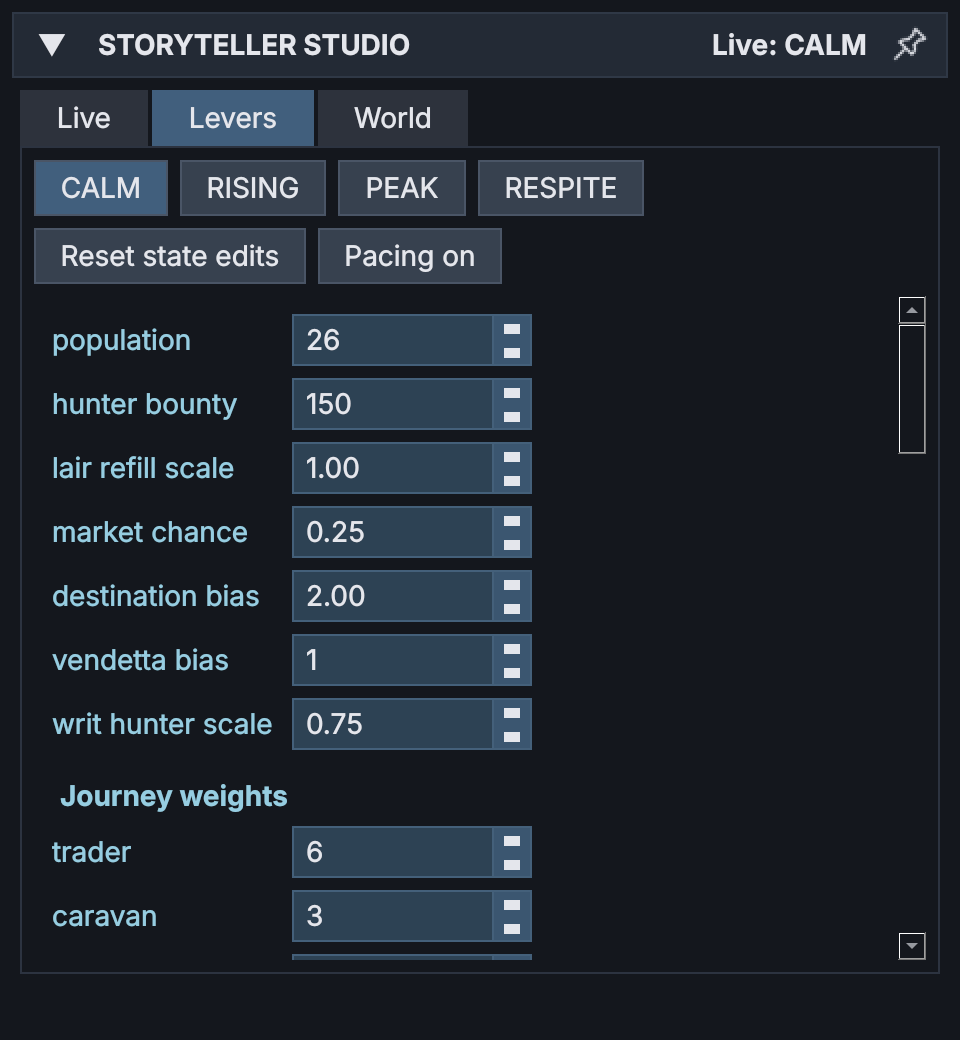 STORYTELLER STUDIO Live: CALM
Live Levers World
CALM RISING PEAK RESPITE
Reset state edits Pacing on
population 26
hunter bounty 150
lair refill scale 1.00
market chance 0.25
destination bias 2.00
vendetta bias 1
writ hunter scale 0.75
Journey weights
trader 6
caravan 3